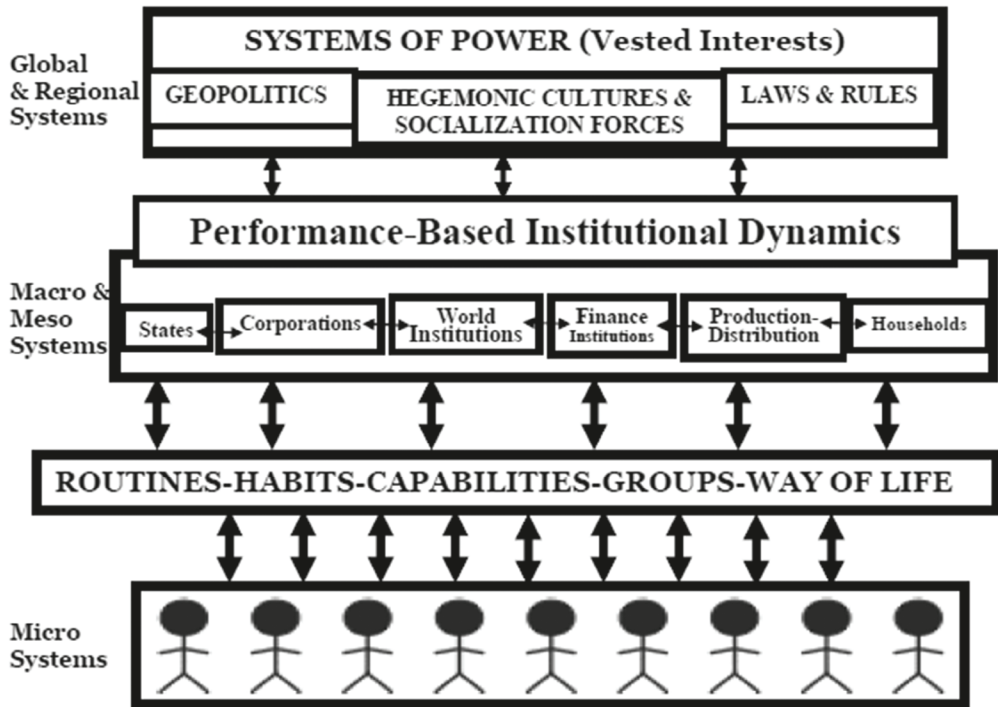 Global
& Regional
Systems
SYSTEMS OF POWER (Vested Interests)
GEOPOLITICS
HEGEMONIC CULTURES &
SOCIALIZATION FORCES
LAWS & RULES
Performance-Based Institutional Dynamics
Macro &
Meso
Systems
States
Corporations
World
Institutions
Finance
Institutions
Production-
Distribution
Households
ROUTINES-HABITS-CAPABILITIES-GROUPS-WAY OF LIFE
Micro
Systems